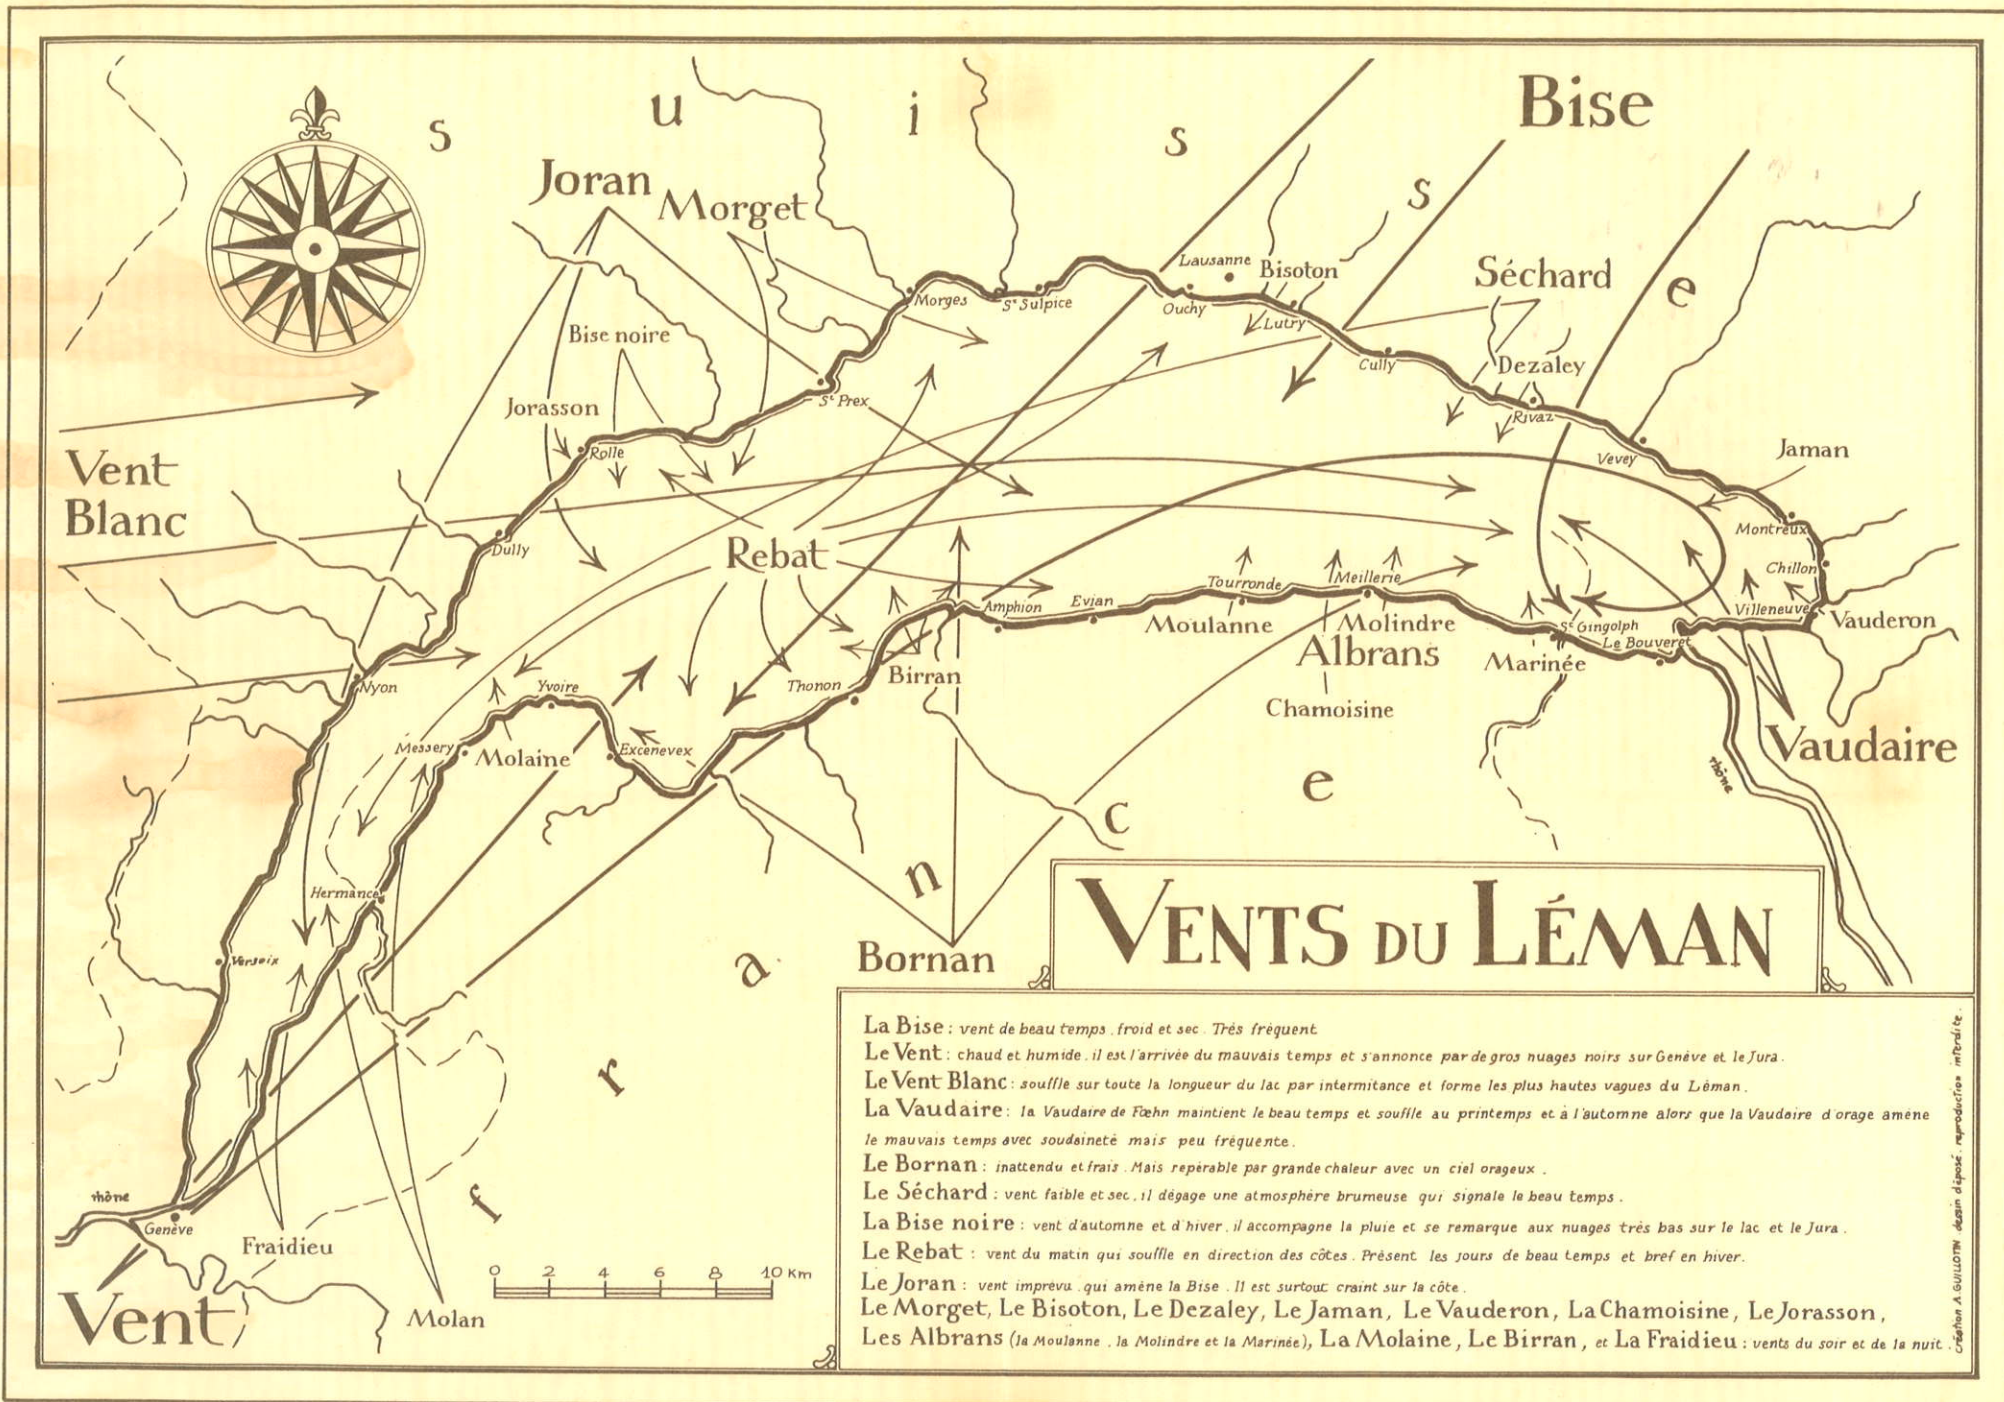 s u i s s e
Bise
Joran
Morget
Lausanne
Bisoton
Séchard
Morges
St Sulpice
Ouchy
Lutry
Bise noire
Cully
Dezaley
Jorasson
St Prex
Rivaz
Rolle
Vevey
Jaman
Vent
Blanc
Montreux
Dully
Rebat
Chillon
Tourronde
Meillerie
Amphion
Evian
Villeneuve
Vauderon
Moulanne
Molindre
St Gingolph
Albrans
Le Bouveret
Marinée
Birran
Nyon
Yvoire
Thonon
Chamoisine
Messery
Molaine
Excenevex
Vaudaire
rhône
f r a n c e
Hermance
Versoix
Bornan
VENTS DU LÉMAN
rhône
Genève
Fraidieu
Vent
Molan
0 2 4 6 8 10 Km
La Bise : vent de beau temps . froid et sec . Très fréquent
Le Vent : chaud et humide . il est l'arrivée du mauvais temps et s'annonce par de gros nuages noirs sur Genève et le Jura .
Le Vent Blanc : souffle sur toute la longueur du lac par intermitance et forme les plus hautes vagues du Léman .
La Vaudaire : la Vaudaire de Fœhn maintient le beau temps et souffle au printemps et à l'automne alors que la Vaudaire d'orage amène
le mauvais temps avec soudaineté mais peu fréquente .
Le Bornan : inattendu et frais . Mais repérable par grande chaleur avec un ciel orageux .
Le Séchard : vent faible et sec . il dégage une atmosphère brumeuse qui signale le beau temps .
La Bise noire : vent d'automne et d'hiver . il accompagne la pluie et se remarque aux nuages très bas sur le lac et le Jura .
Le Rebat : vent du matin qui souffle en direction des côtes . Présent les jours de beau temps et bref en hiver .
Le Joran : vent imprévu . qui amène la Bise . Il est surtout craint sur la côte .
Le Morget, Le Bisoton, Le Dezaley, Le Jaman, Le Vauderon, La Chamoisine, Le Jorasson,
Les Albrans (la Moulanne . la Molindre et la Marinée), La Molaine, Le Birran, et La Fraidieu : vents du soir et de la nuit .
création A. GUILLOTIN . dessin déposé . reproduction interdite .